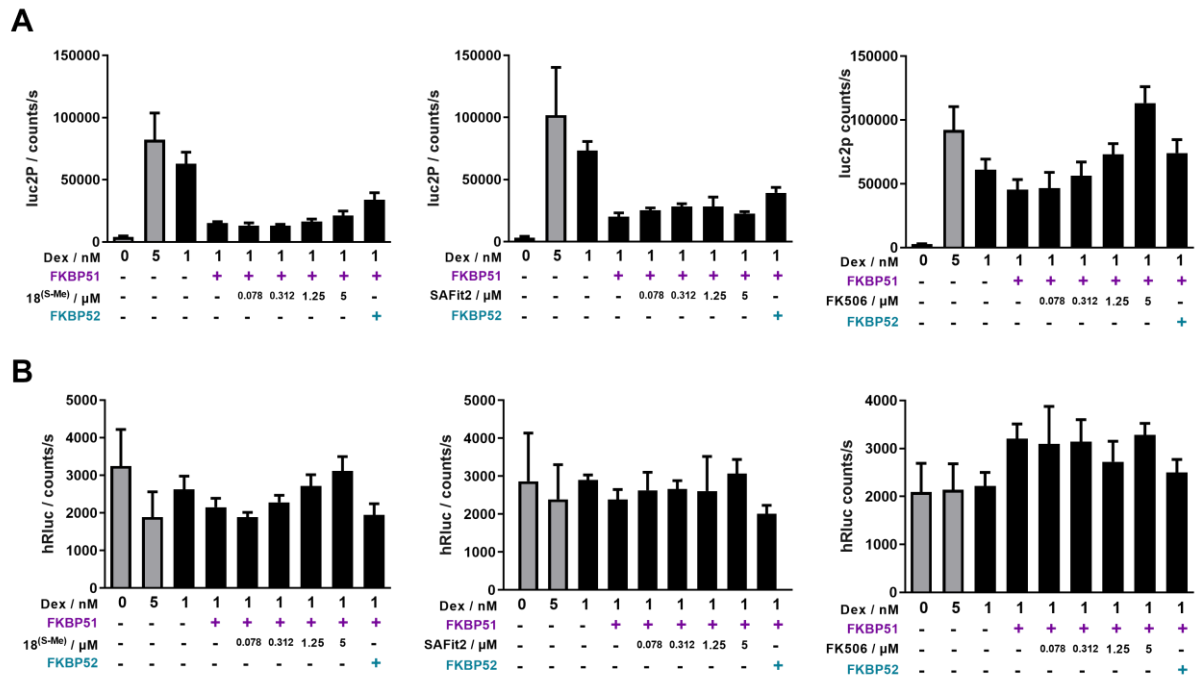 A
luc2P / counts/s
150000
100000
50000
0
Dex / nM 0 5 1 1 1 1 1 1 1
FKBP51 - - - + + + + + +
18(S-Me) / µM - - - - 0.078 0.312 1.25 5 -
FKBP52 - - - - - - - - +
luc2P / counts/s
150000
100000
50000
0
Dex / nM 0 5 1 1 1 1 1 1 1
FKBP51 - - - + + + + + +
SAFit2 / µM - - - - 0.078 0.312 1.25 5 -
FKBP52 - - - - - - - - +
luc2p counts/s
150000
100000
50000
0
Dex / nM 0 5 1 1 1 1 1 1 1
FKBP51 - - - + + + + + +
FK506 / µM - - - - 0.078 0.312 1.25 5 -
FKBP52 - - - - - - - - +
B
hRluc / counts/s
5000
4000
3000
2000
1000
0
Dex / nM 0 5 1 1 1 1 1 1 1
FKBP51 - - - + + + + + +
18(S-Me) / µM - - - - 0.078 0.312 1.25 5 -
FKBP52 - - - - - - - - +
hRluc / counts/s
5000
4000
3000
2000
1000
0
Dex / nM 0 5 1 1 1 1 1 1 1
FKBP51 - - - + + + + + +
SAFit2 / µM - - - - 0.078 0.312 1.25 5 -
FKBP52 - - - - - - - - +
hRluc counts/s
4000
3000
2000
1000
0
Dex / nM 0 5 1 1 1 1 1 1 1
FKBP51 - - - + + + + + +
FK506 / µM - - - - 0.078 0.312 1.25 5 -
FKBP52 - - - - - - - - +